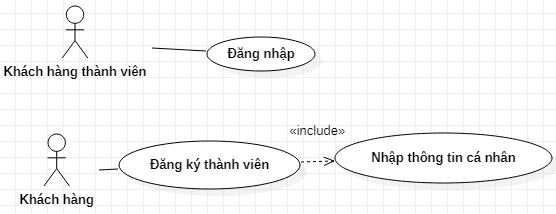 Đăng nhập
Khách hàng thành viên
«include»
Đăng ký thành viên
Nhập thông tin cá nhân
Khách hàng